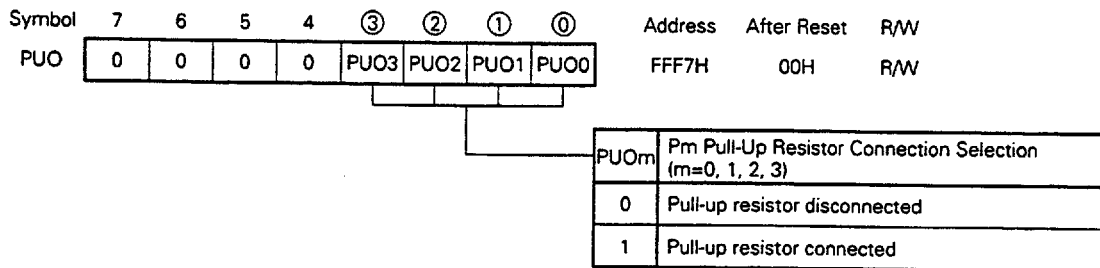 Symbol 7 6 5 4 ③ ② ① ⓪ Address After Reset R/W
PUO 0 0 0 0 PUO3 PUO2 PUO1 PUO0 FFF7H 00H R/W
PUOm Pm Pull-Up Resistor Connection Selection
(m=0, 1, 2, 3)
0 Pull-up resistor disconnected
1 Pull-up resistor connected